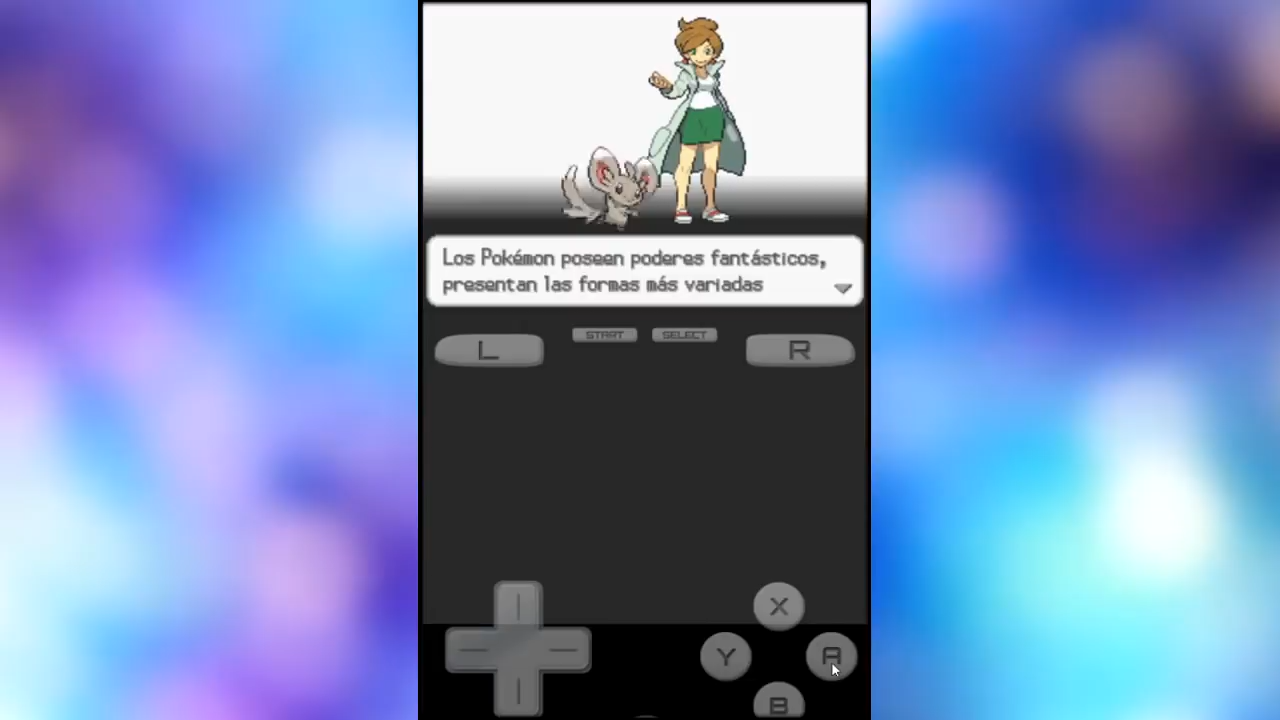 Los Pokémon poseen poderes fantásticos,
presentan las formas más variadas
START SELECT
L R
X
Y A
B